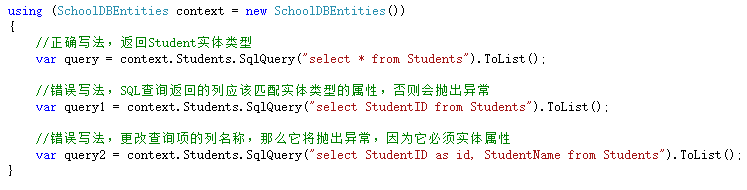 using (SchoolDBEntities context = new SchoolDBEntities())
{
//正确写法，返回Student实体类型
var query = context.Students.SqlQuery("select * from Students").ToList();
//错误写法，SQL查询返回的列应该匹配实体类型的属性，否则会抛出异常
var query1 = context.Students.SqlQuery("select StudentID from Students").ToList();
//错误写法，更改查询项的列名称，那么它将抛出异常，因为它必须实体属性
var query2 = context.Students.SqlQuery("select StudentID as id, StudentName from Students").ToList();
}